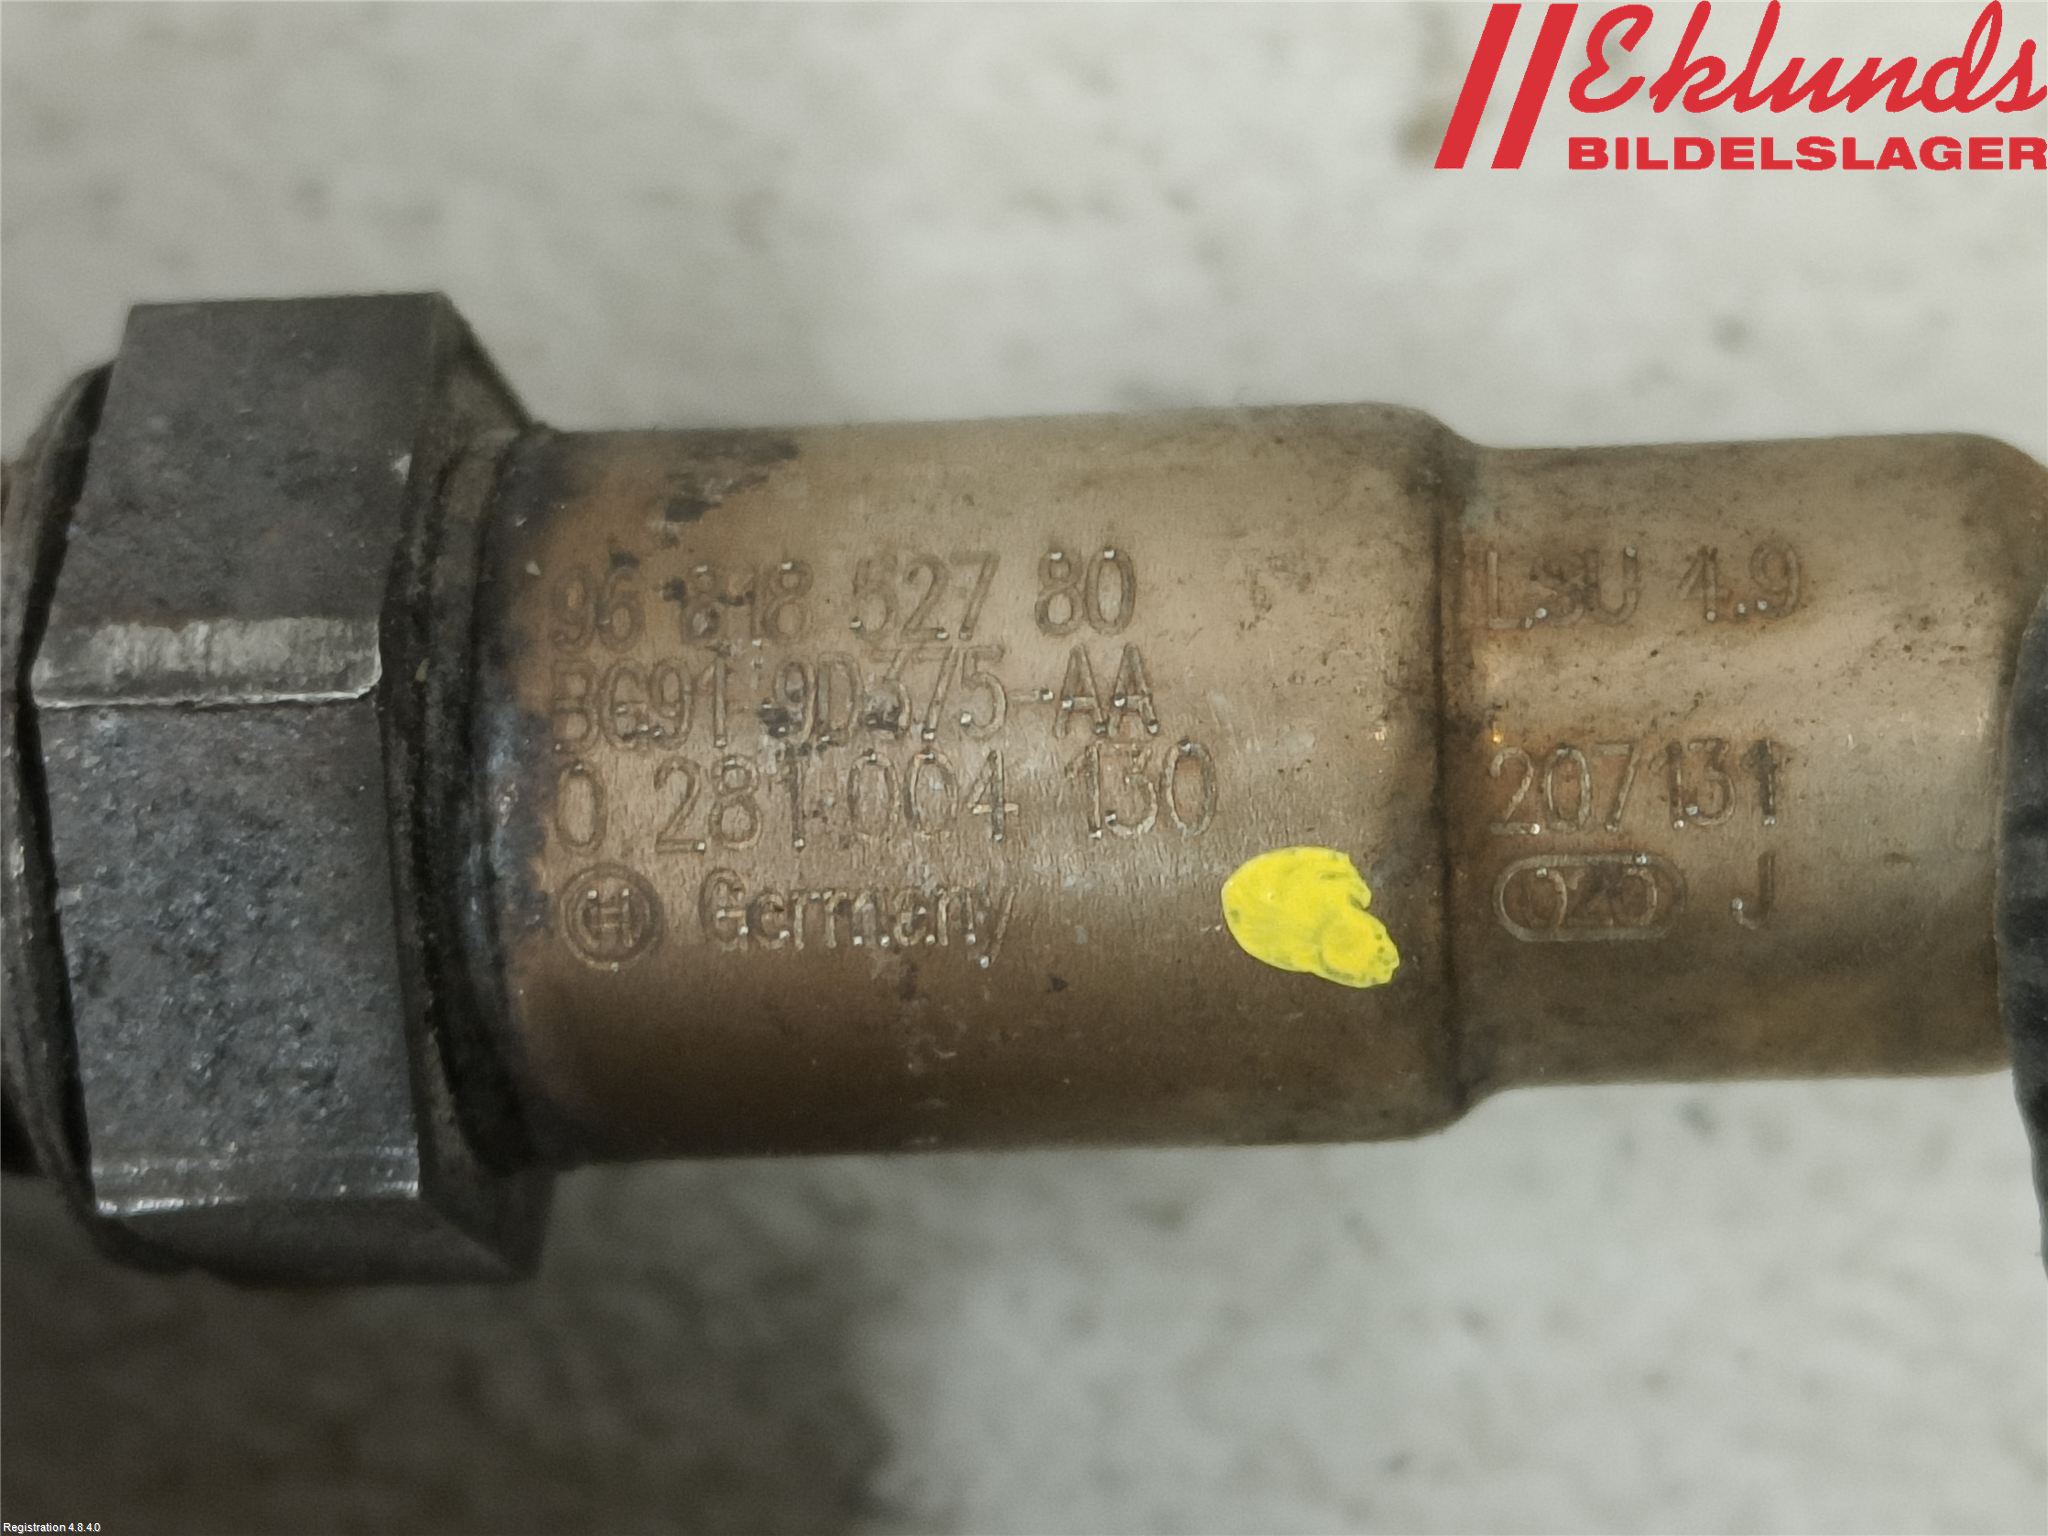 Eklunds
BILDELSLAGER
96 818 527 80
BG91-9D375-AA
0 281 004 130
Germany
LSU 4.9
207131
020 J
Registration 4.8.4.0